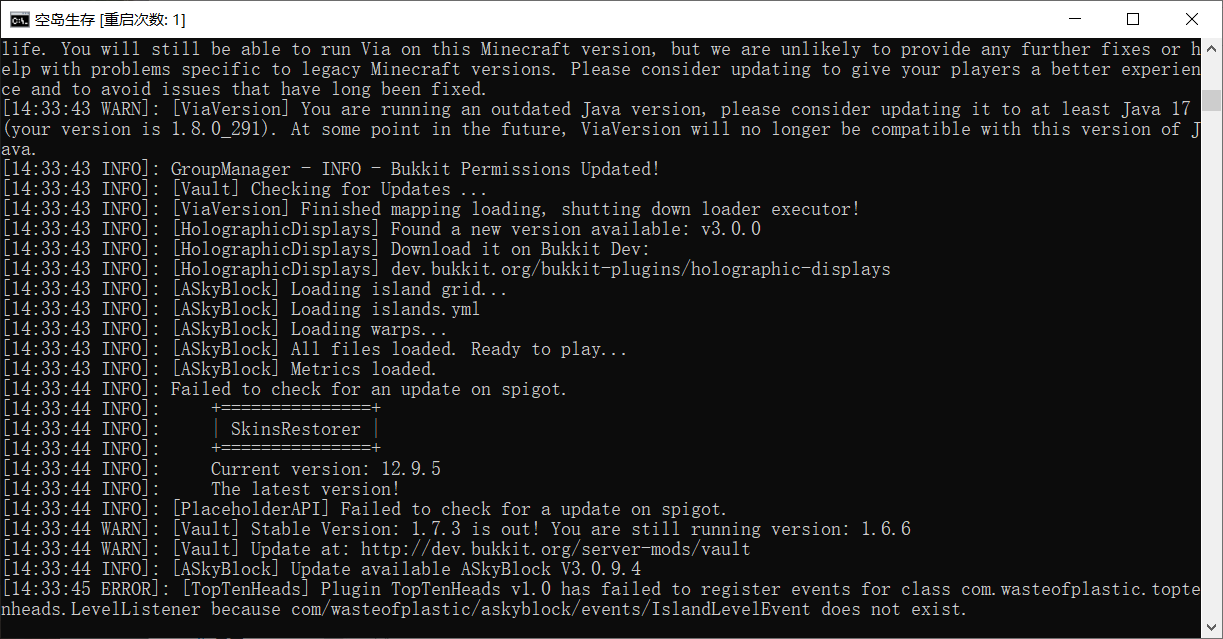 空岛生存 [重启次数: 1]
life. You will still be able to run Via on this Minecraft version, but we are unlikely to provide any further fixes or h
elp with problems specific to legacy Minecraft versions. Please consider updating to give your players a better experien
ce and to avoid issues that have long been fixed.
[14:33:43 WARN]: [ViaVersion] You are running an outdated Java version, please consider updating it to at least Java 17
(your version is 1.8.0_291). At some point in the future, ViaVersion will no longer be compatible with this version of J
ava.
[14:33:43 INFO]: GroupManager - INFO - Bukkit Permissions Updated!
[14:33:43 INFO]: [Vault] Checking for Updates ...
[14:33:43 INFO]: [ViaVersion] Finished mapping loading, shutting down loader executor!
[14:33:43 INFO]: [HolographicDisplays] Found a new version available: v3.0.0
[14:33:43 INFO]: [HolographicDisplays] Download it on Bukkit Dev:
[14:33:43 INFO]: [HolographicDisplays] dev.bukkit.org/bukkit-plugins/holographic-displays
[14:33:43 INFO]: [ASkyBlock] Loading island grid...
[14:33:43 INFO]: [ASkyBlock] Loading islands.yml
[14:33:43 INFO]: [ASkyBlock] Loading warps...
[14:33:43 INFO]: [ASkyBlock] All files loaded. Ready to play...
[14:33:43 INFO]: [ASkyBlock] Metrics loaded.
[14:33:44 INFO]: Failed to check for an update on spigot.
[14:33:44 INFO]:     +===============+
[14:33:44 INFO]:     | SkinsRestorer |
[14:33:44 INFO]:     +===============+
[14:33:44 INFO]:     Current version: 12.9.5
[14:33:44 INFO]:     The latest version!
[14:33:44 INFO]: [PlaceholderAPI] Failed to check for a update on spigot.
[14:33:44 WARN]: [Vault] Stable Version: 1.7.3 is out! You are still running version: 1.6.6
[14:33:44 WARN]: [Vault] Update at: http://dev.bukkit.org/server-mods/vault
[14:33:44 INFO]: [ASkyBlock] Update available ASkyBlock V3.0.9.4
[14:33:45 ERROR]: [TopTenHeads] Plugin TopTenHeads v1.0 has failed to register events for class com.wasteofplastic.topte
nheads.LevelListener because com/wasteofplastic/askyblock/events/IslandLevelEvent does not exist.